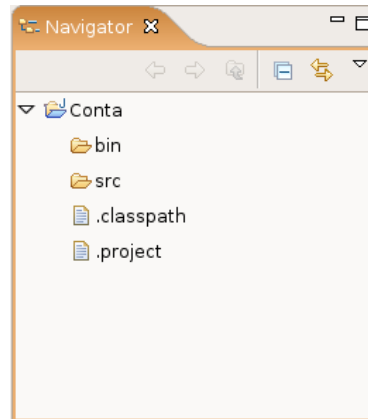 Navigator
Conta
bin
src
.classpath
.project